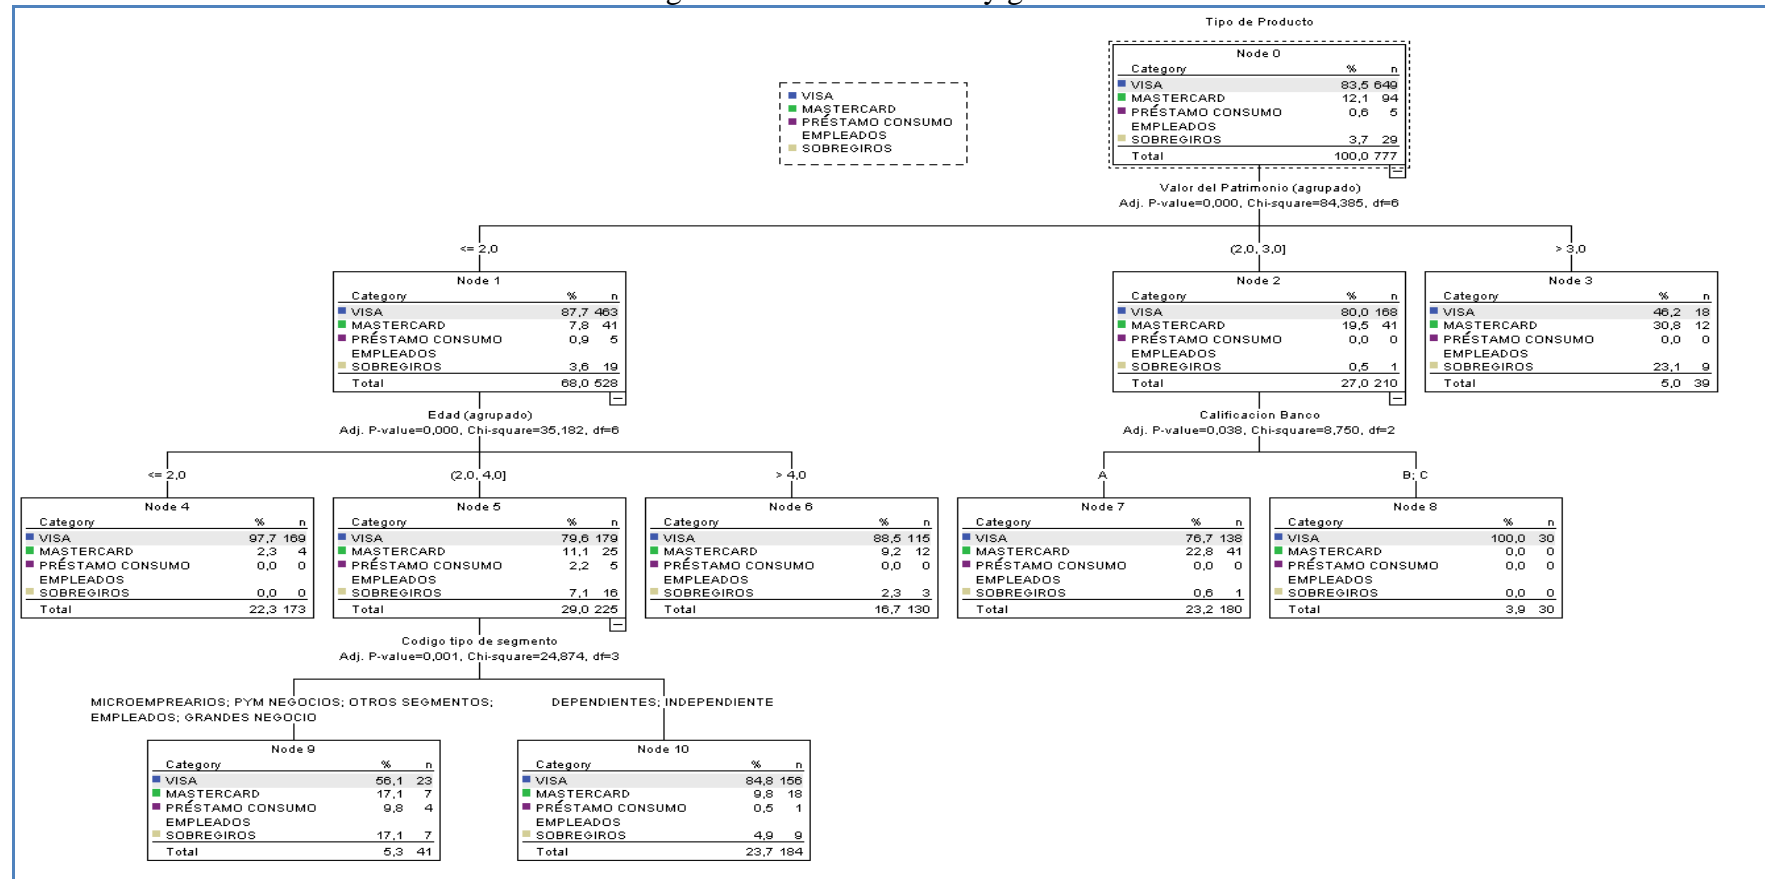 Tipo de Producto
Node 0
Category % n
VISA 83,5 649
MASTERCARD 12,1 94
PRÉSTAMO CONSUMO 0,6 5
EMPLEADOS
SOBREGIROS 3,7 29
Total 100,0 777
VISA
MASTERCARD
PRÉSTAMO CONSUMO
EMPLEADOS
SOBREGIROS
Valor del Patrimonio (agrupado)
Adj. P-value=0,000, Chi-square=84,385, df=6
<= 2,0
(2,0, 3,0]
> 3,0
Node 1
Category % n
VISA 87,7 463
MASTERCARD 7,8 41
PRÉSTAMO CONSUMO 0,9 5
EMPLEADOS
SOBREGIROS 3,6 19
Total 68,0 528
Node 2
Category % n
VISA 80,0 168
MASTERCARD 19,5 41
PRÉSTAMO CONSUMO 0,0 0
EMPLEADOS
SOBREGIROS 0,5 1
Total 27,0 210
Node 3
Category % n
VISA 46,2 18
MASTERCARD 30,8 12
PRÉSTAMO CONSUMO 0,0 0
EMPLEADOS
SOBREGIROS 23,1 9
Total 5,0 39
Edad (agrupado)
Adj. P-value=0,000, Chi-square=35,182, df=6
Calificacion Banco
Adj. P-value=0,038, Chi-square=8,750, df=2
<= 2,0
(2,0, 4,0]
> 4,0
A
B; C
Node 4
Category % n
VISA 97,7 169
MASTERCARD 2,3 4
PRÉSTAMO CONSUMO 0,0 0
EMPLEADOS
SOBREGIROS 0,0 0
Total 22,3 173
Node 5
Category % n
VISA 79,6 179
MASTERCARD 11,1 25
PRÉSTAMO CONSUMO 2,2 5
EMPLEADOS
SOBREGIROS 7,1 16
Total 29,0 225
Node 6
Category % n
VISA 88,5 115
MASTERCARD 9,2 12
PRÉSTAMO CONSUMO 0,0 0
EMPLEADOS
SOBREGIROS 2,3 3
Total 16,7 130
Node 7
Category % n
VISA 76,7 138
MASTERCARD 22,8 41
PRÉSTAMO CONSUMO 0,0 0
EMPLEADOS
SOBREGIROS 0,6 1
Total 23,2 180
Node 8
Category % n
VISA 100,0 30
MASTERCARD 0,0 0
PRÉSTAMO CONSUMO 0,0 0
EMPLEADOS
SOBREGIROS 0,0 0
Total 3,9 30
Codigo tipo de segmento
Adj. P-value=0,001, Chi-square=24,874, df=3
MICROEMPREARIOS; PYM NEGOCIOS; OTROS SEGMENTOS;
EMPLEADOS; GRANDES NEGOCIO
DEPENDIENTES; INDEPENDIENTE
Node 9
Category % n
VISA 56,1 23
MASTERCARD 17,1 7
PRÉSTAMO CONSUMO 9,8 4
EMPLEADOS
SOBREGIROS 17,1 7
Total 5,3 41
Node 10
Category % n
VISA 84,8 156
MASTERCARD 9,8 18
PRÉSTAMO CONSUMO 0,5 1
EMPLEADOS
SOBREGIROS 4,9 9
Total 23,7 184